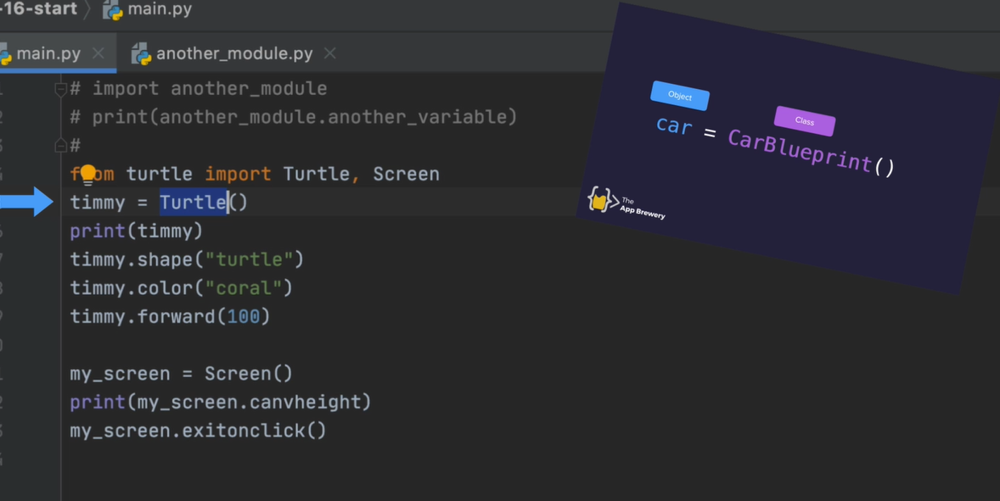 -16-start
main.py
main.py
another_module.py
# import another_module
# print(another_module.another_variable)
#
from turtle import Turtle, Screen
timmy = Turtle()
print(timmy)
timmy.shape("turtle")
timmy.color("coral")
timmy.forward(100)
my_screen = Screen()
print(my_screen.canvheight)
my_screen.exitonclick()
Object
Class
car = CarBlueprint()
The
App Brewery